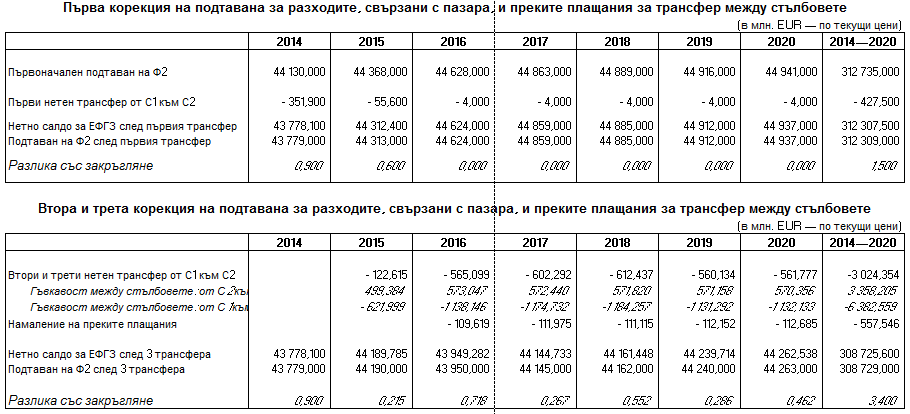 Първа корекция на подтавана за разходите, свързани с пазара, и преките плащания за трансфер между стълбовете
(в млн. EUR — по текущи цени)
2014 2015 2016 2017 2018 2019 2020 2014—2020
Първоначален подтаван на Ф2 44 130,000 44 368,000 44 628,000 44 863,000 44 889,000 44 916,000 44 941,000 312 735,000
Първи нетен трансфер от С1 към С2 - 351,900 - 55,600 - 4,000 - 4,000 - 4,000 - 4,000 - 4,000 - 427,500
Нетно салдо за ЕФГЗ след първия трансфер 43 778,100 44 312,400 44 624,000 44 859,000 44 885,000 44 912,000 44 937,000 312 307,500
Подтаван на Ф2 след първия трансфер 43 779,000 44 313,000 44 624,000 44 859,000 44 885,000 44 912,000 44 937,000 312 309,000
Разлика със закръгляне 0,900 0,600 0,000 0,000 0,000 0,000 0,000 1,500
Втора и трета корекция на подтавана за разходите, свързани с пазара, и преките плащания за трансфер между стълбовете
(в млн. EUR — по текущи цени)
2014 2015 2016 2017 2018 2019 2020 2014—2020
Втори и трети нетен трансфер от С1 към С2 - 122,615 - 565,099 - 602,292 - 612,437 - 560,134 - 561,777 -3 024,354
Гъвкавост между стълбовете :от С 2към 499,384 573,047 572,440 571,820 571,158 570,356 3 358,205
Гъвкавост между стълбовете :от С 1към -621,999 -1 138,146 -1 174,732 -1 184,257 -1 131,292 -1 132,133 -6 382,559
Намаление на преките плащания - 109,619 - 111,975 - 111,115 - 112,152 - 112,685 - 557,546
Нетно салдо за ЕФГЗ след 3 трансфера 43 778,100 44 189,785 43 949,282 44 144,733 44 161,448 44 239,714 44 262,538 308 725,600
Подтаван на Ф2 след 3 трансфера 43 779,000 44 190,000 43 950,000 44 145,000 44 162,000 44 240,000 44 263,000 308 729,000
Разлика със закръгляне 0,900 0,215 0,718 0,267 0,552 0,286 0,462 3,400